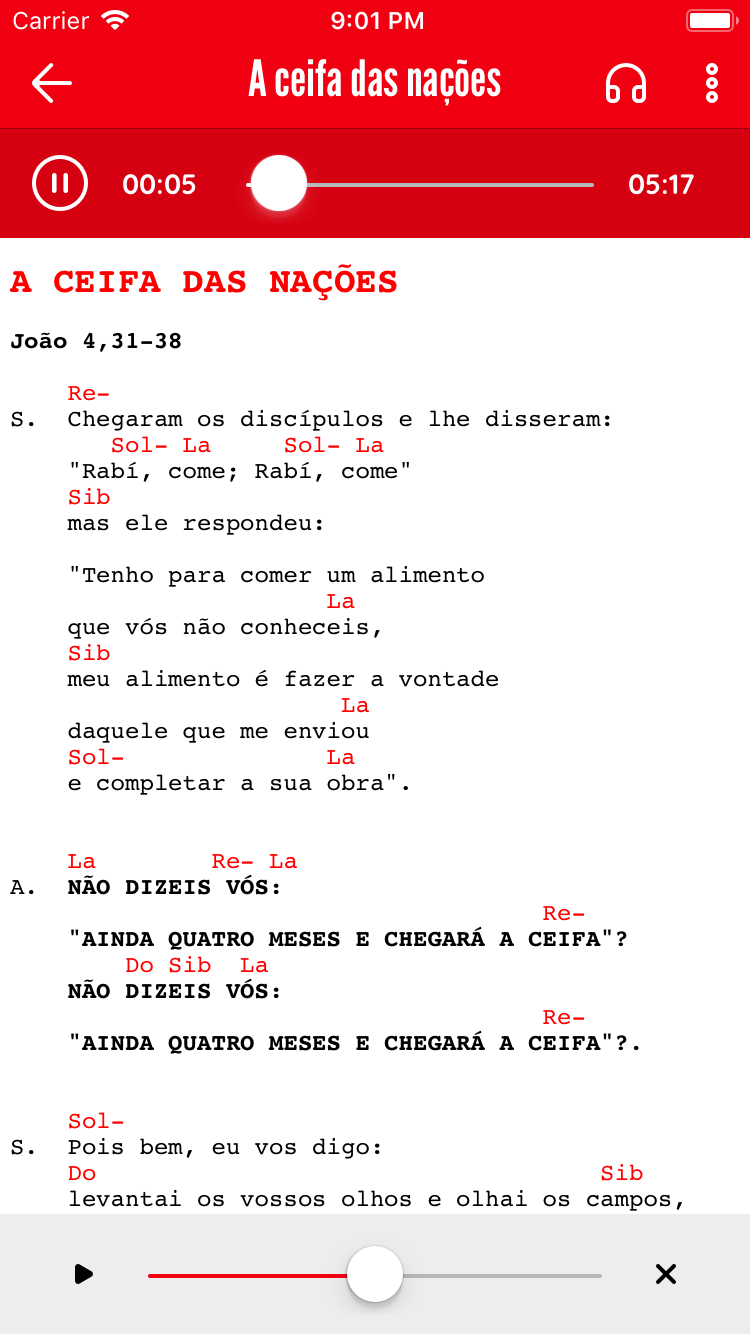 Carrier 9:01 PM
A ceifa das nações
00:05 05:17
A CEIFA DAS NAÇÕES
João 4,31-38
Re-
S. Chegaram os discípulos e lhe disseram:
Sol- La Sol- La
"Rabí, come; Rabí, come"
Sib
mas ele respondeu:
"Tenho para comer um alimento
La
que vós não conheceis,
Sib
meu alimento é fazer a vontade
La
daquele que me enviou
Sol- La
e completar a sua obra".
La Re- La
A. NÃO DIZEIS VÓS:
Re-
"AINDA QUATRO MESES E CHEGARÁ A CEIFA"?
Do Sib La
NÃO DIZEIS VÓS:
Re-
"AINDA QUATRO MESES E CHEGARÁ A CEIFA"?.
Sol-
S. Pois bem, eu vos digo:
Do Sib
levantai os vossos olhos e olhai os campos,